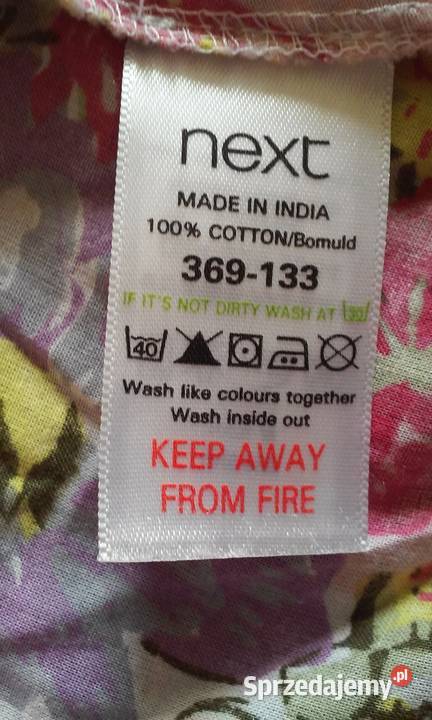 next
MADE IN INDIA
100% COTTON/Bomuld
369-133
IF IT'S NOT DIRTY WASH AT 30
40
Wash like colours together
Wash inside out
KEEP AWAY
FROM FIRE
Sprzedajemy.pl